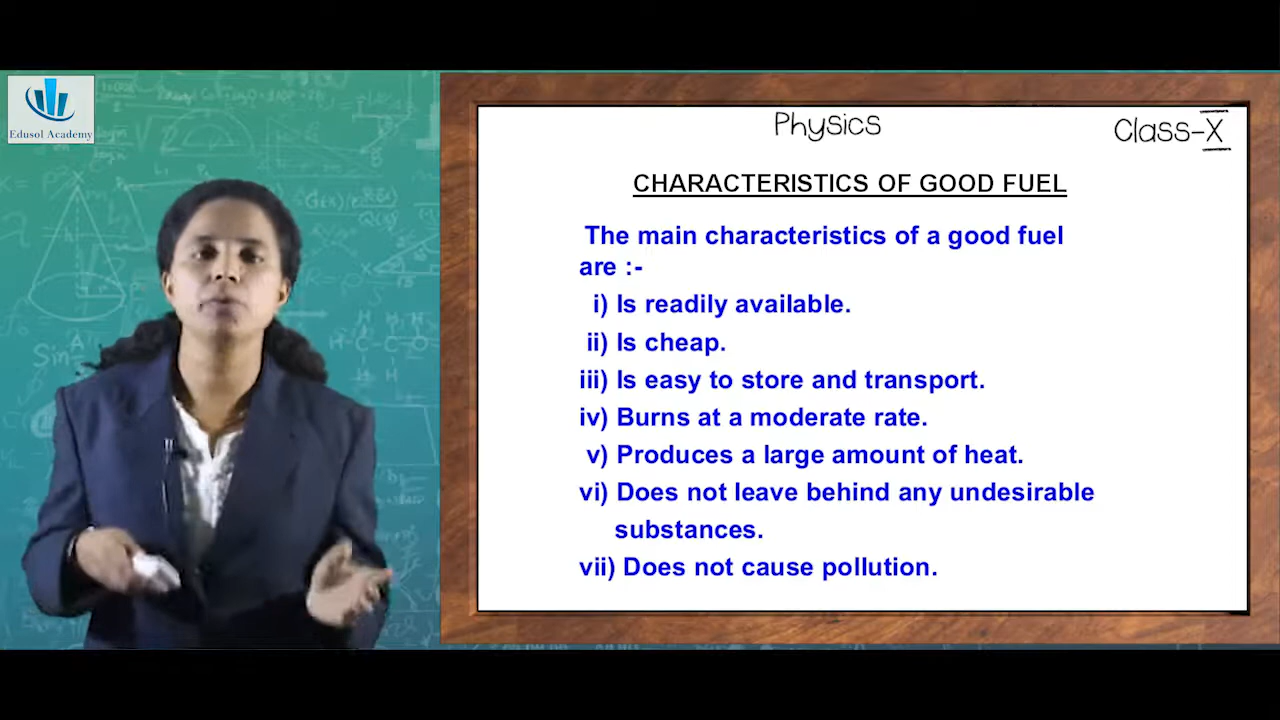 Edusol Academy
Physics
Class-X
CHARACTERISTICS OF GOOD FUEL
The main characteristics of a good fuel
are :-
i) Is readily available.
ii) Is cheap.
iii) Is easy to store and transport.
iv) Burns at a moderate rate.
v) Produces a large amount of heat.
vi) Does not leave behind any undesirable
substances.
vii) Does not cause pollution.